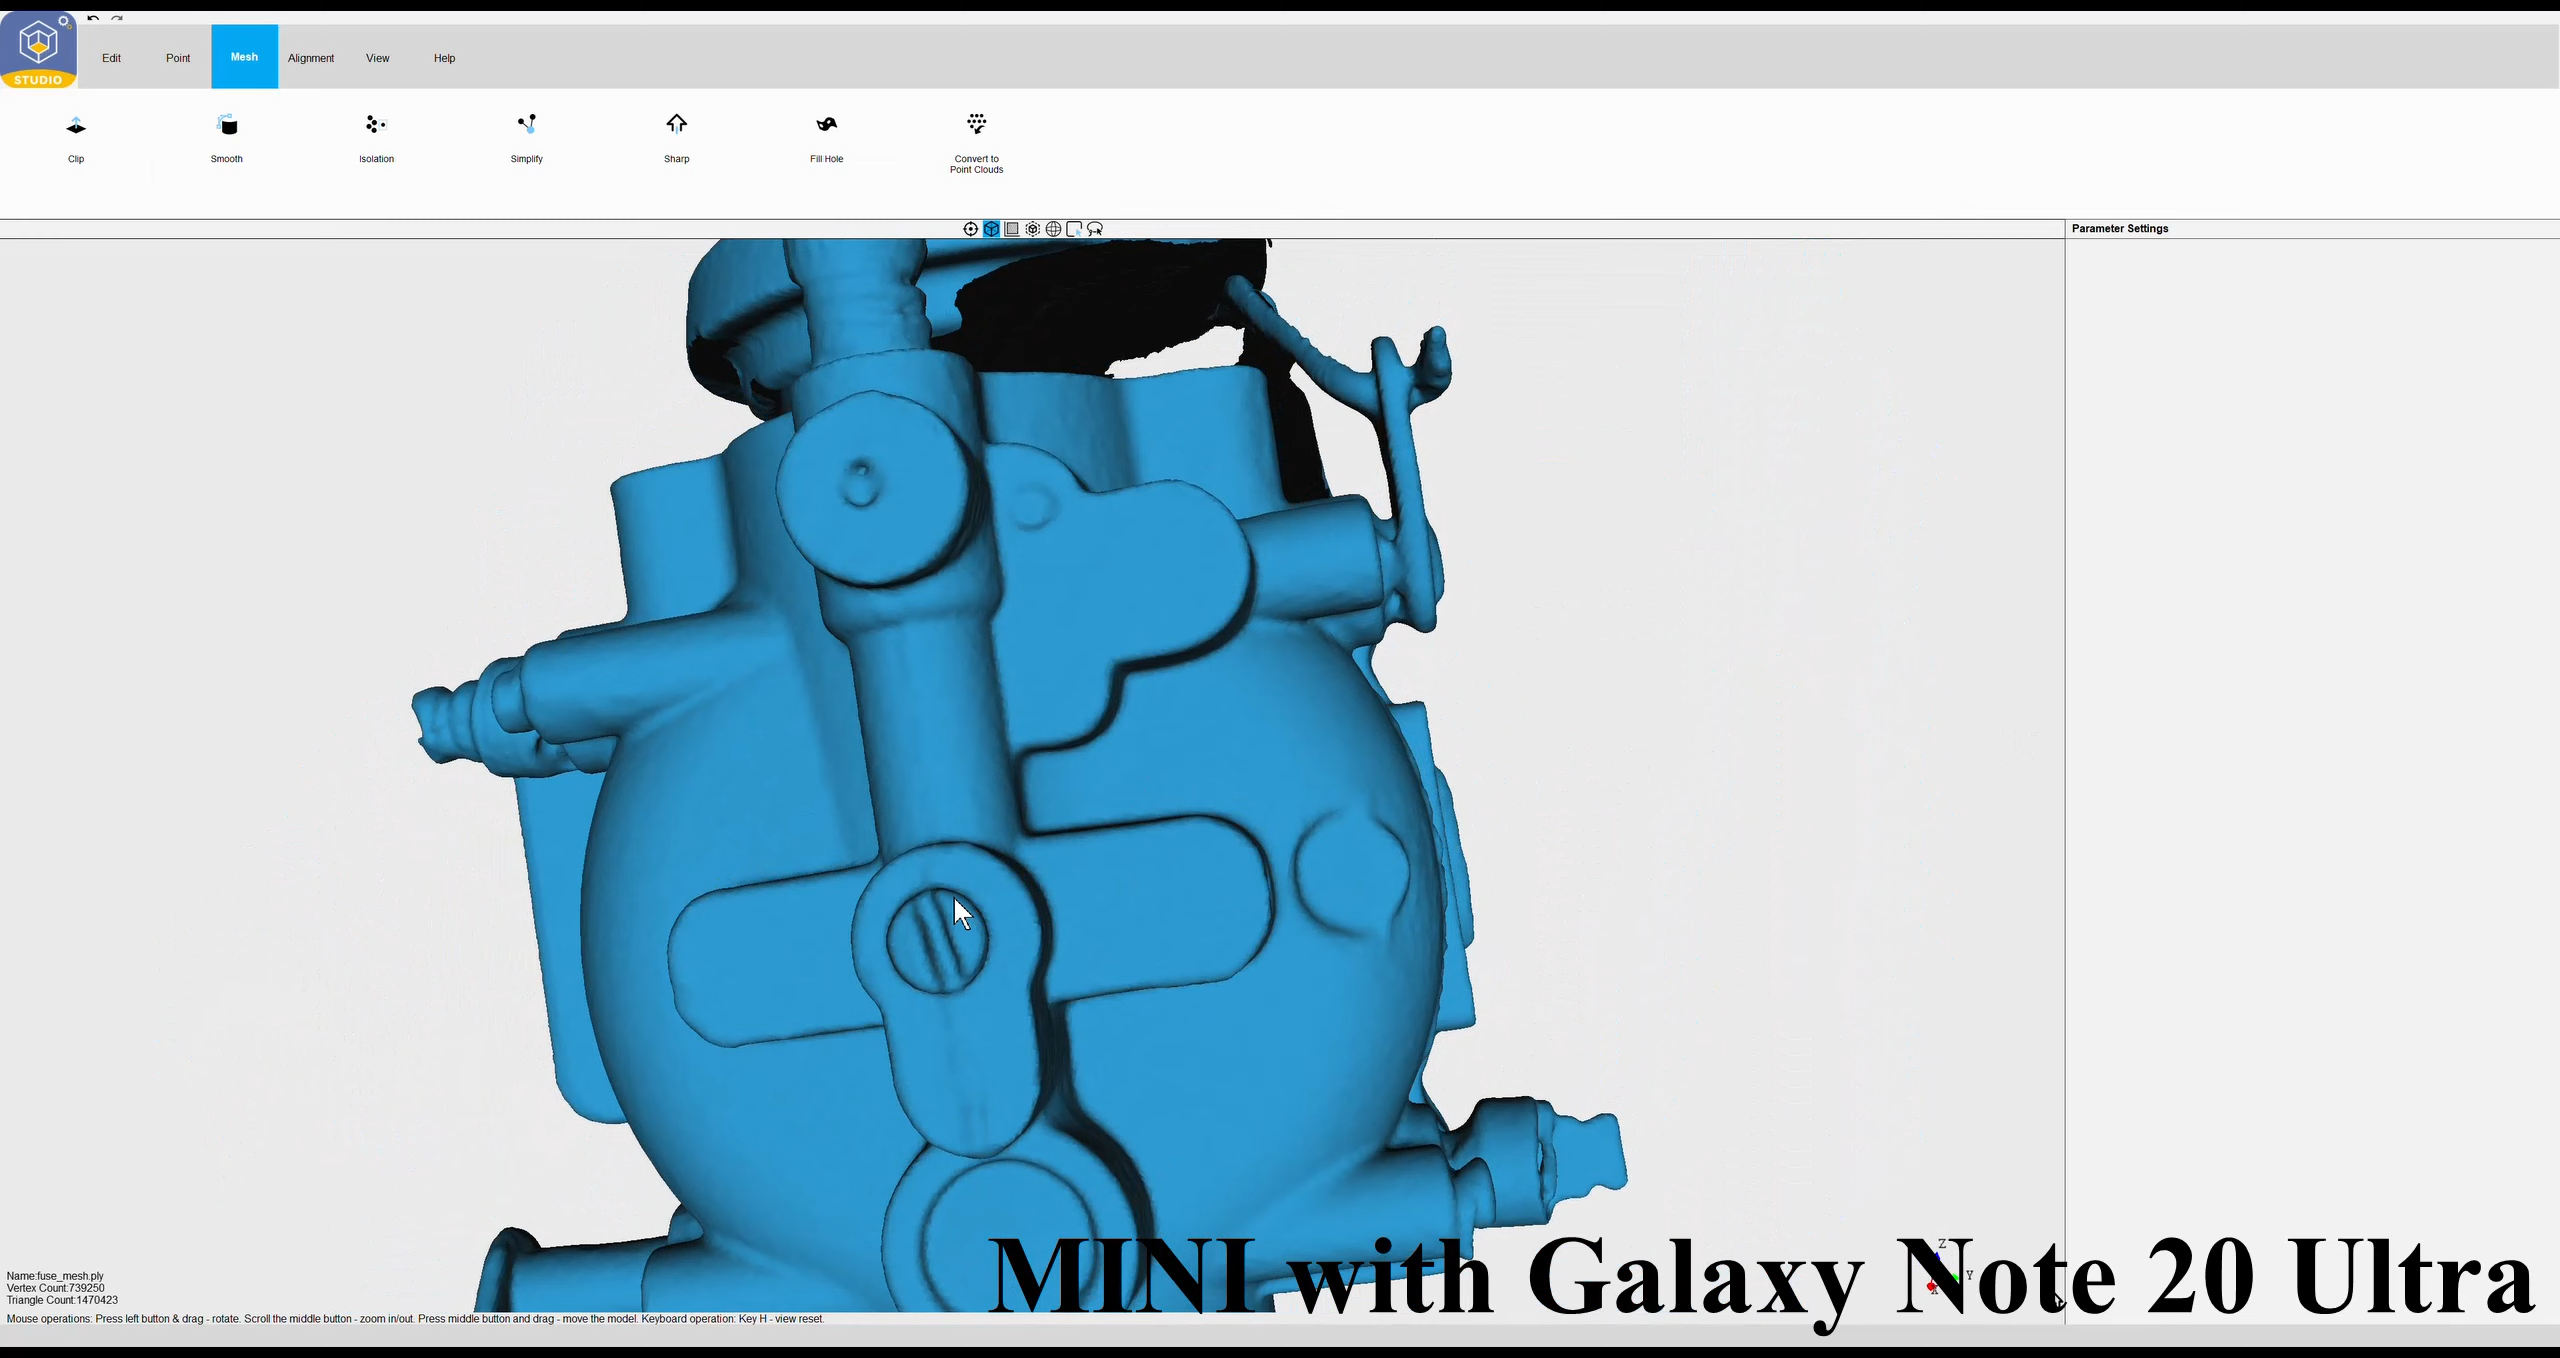 STUDIO
Edit Point Mesh Alignment View Help
Clip Smooth Isolation Simplify Sharp Fill Hole Convert to
Point Clouds
Parameter Settings
Z
Y
X
Name:fuse_mesh.ply
Vertex Count:739250
Triangle Count:1470423
MINI with Galaxy Note 20 Ultra
Mouse operations: Press left button & drag - rotate. Scroll the middle button - zoom in/out. Press middle button and drag - move the model. Keyboard operation: Key H - view reset.